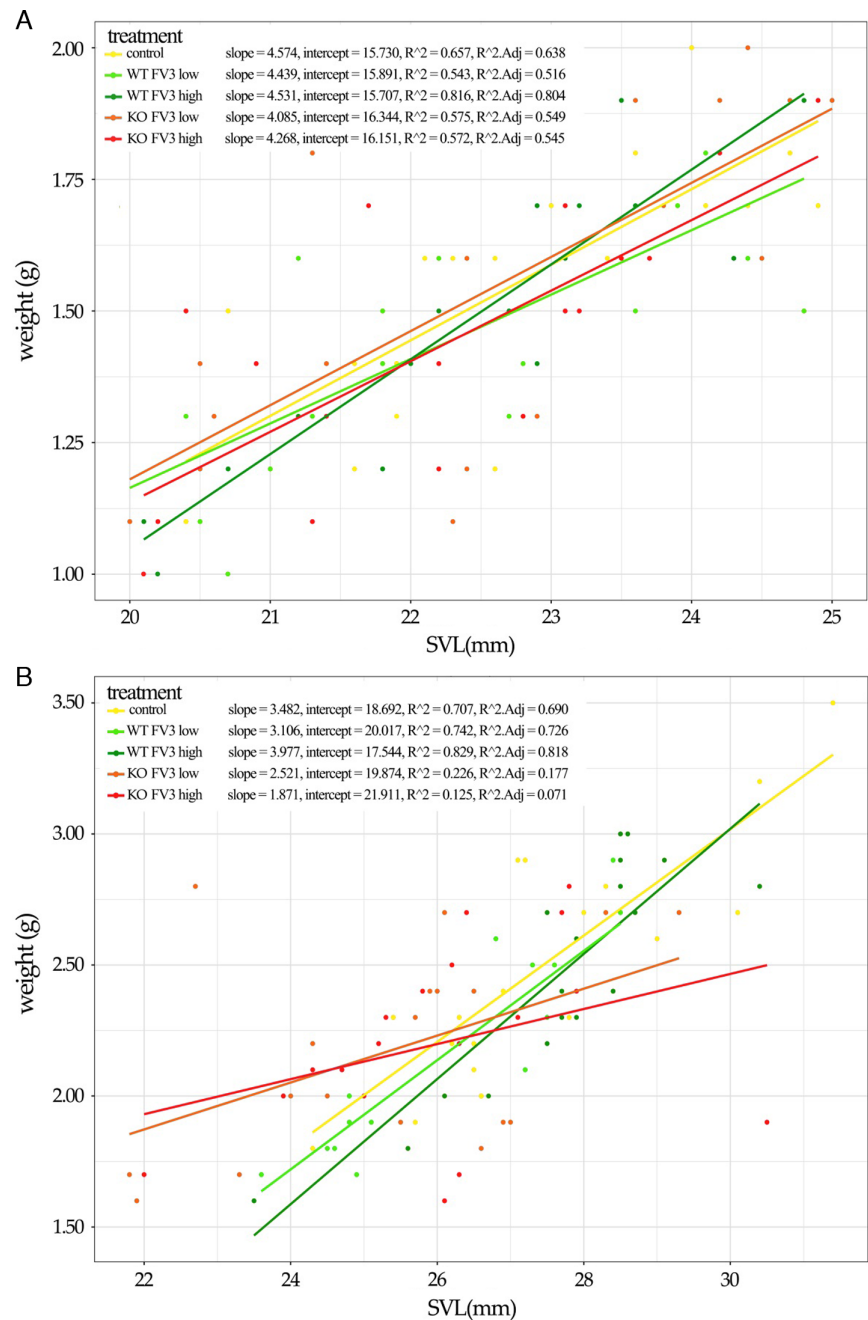 A
treatment
control slope = 4.574, intercept = 15.730, R^2 = 0.657, R^2.Adj = 0.638
WT FV3 low slope = 4.439, intercept = 15.891, R^2 = 0.543, R^2.Adj = 0.516
WT FV3 high slope = 4.531, intercept = 15.707, R^2 = 0.816, R^2.Adj = 0.804
KO FV3 low slope = 4.085, intercept = 16.344, R^2 = 0.575, R^2.Adj = 0.549
KO FV3 high slope = 4.268, intercept = 16.151, R^2 = 0.572, R^2.Adj = 0.545
2.00
1.75
1.50
1.25
1.00
weight (g)
20 21 22 23 24 25
SVL(mm)
B
treatment
control slope = 3.482, intercept = 18.692, R^2 = 0.707, R^2.Adj = 0.690
WT FV3 low slope = 3.106, intercept = 20.017, R^2 = 0.742, R^2.Adj = 0.726
WT FV3 high slope = 3.977, intercept = 17.544, R^2 = 0.829, R^2.Adj = 0.818
KO FV3 low slope = 2.521, intercept = 19.874, R^2 = 0.226, R^2.Adj = 0.177
KO FV3 high slope = 1.871, intercept = 21.911, R^2 = 0.125, R^2.Adj = 0.071
3.50
3.00
2.50
2.00
1.50
weight (g)
22 24 26 28 30
SVL(mm)